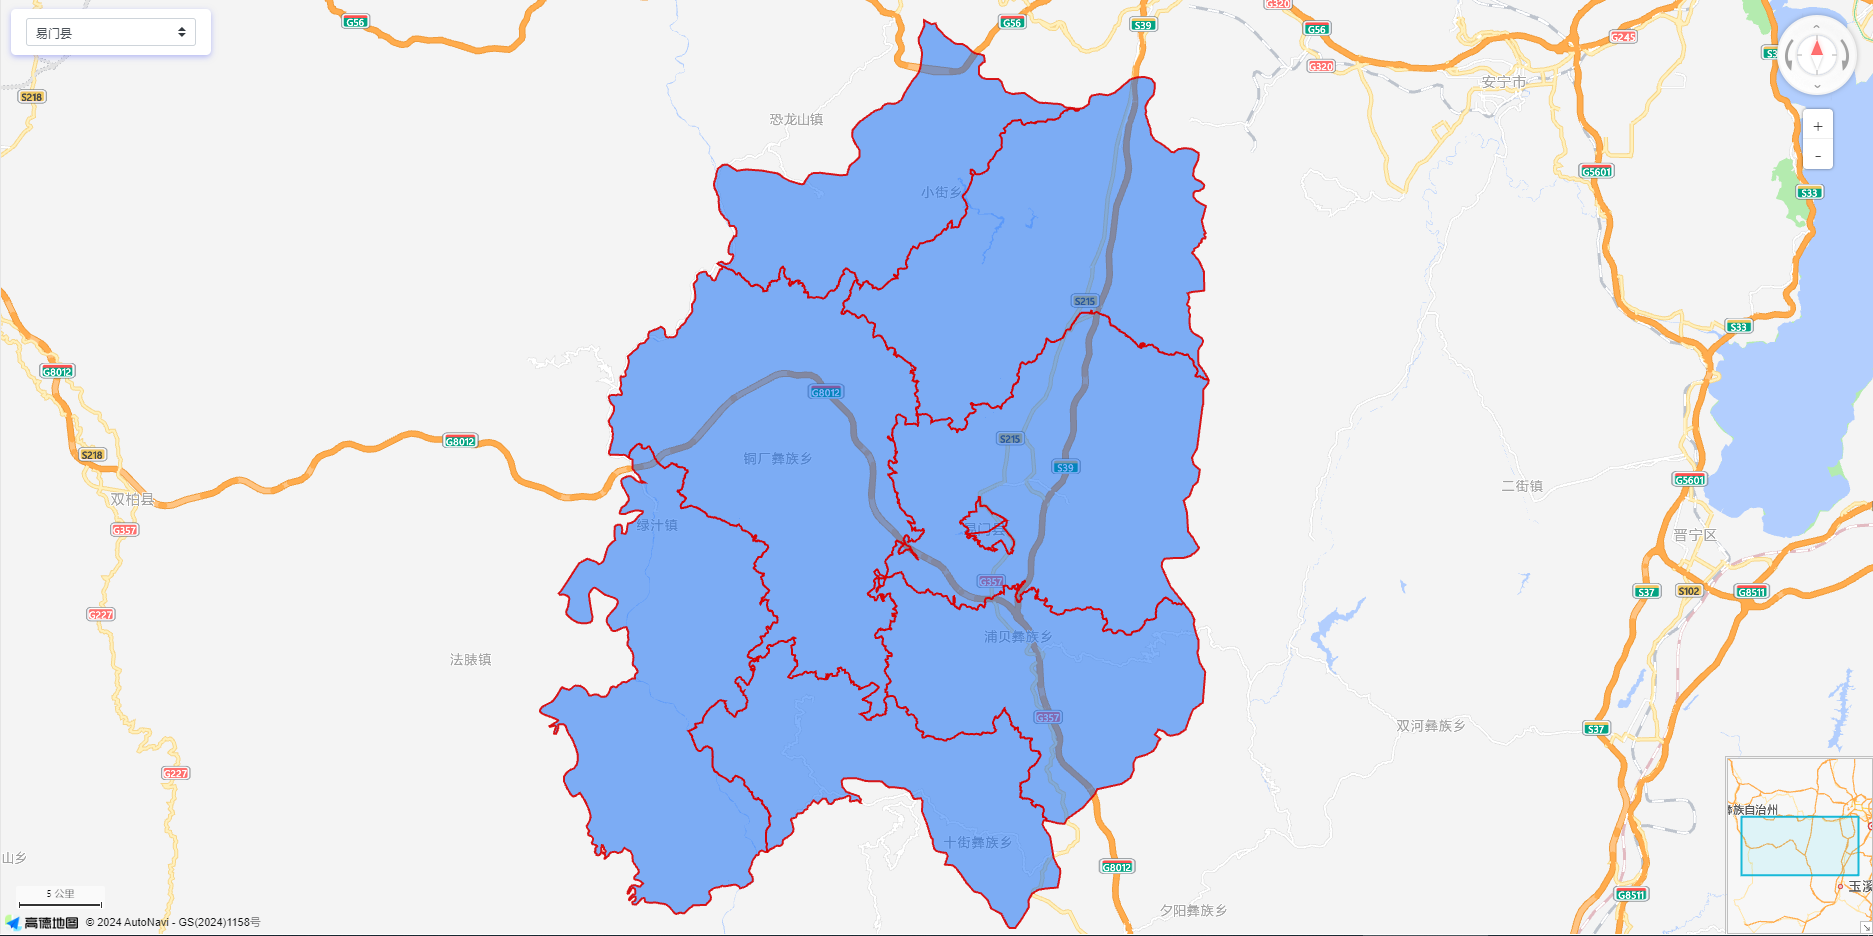 易门县
G56
G56
S39
G320
G56
G320
G245
安宁市
S218
恐龙山镇
G5601
S33
小街乡
S215
S33
G8012
G8012
S218
G8012
S215
铜厂彝族乡
S39
双柏县
二街镇
G5601
G357
绿汁镇
易门县
晋宁区
G357
S37
S102
G8511
G227
浦贝彝族乡
法脿镇
G357
双河彝族乡
S37
G227
彝族自治州
十街彝族乡
山乡
G8012
G8511
玉溪
夕阳彝族乡
5 公里
高德地图 © 2024 AutoNavi - GS(2024)1158号
+
-